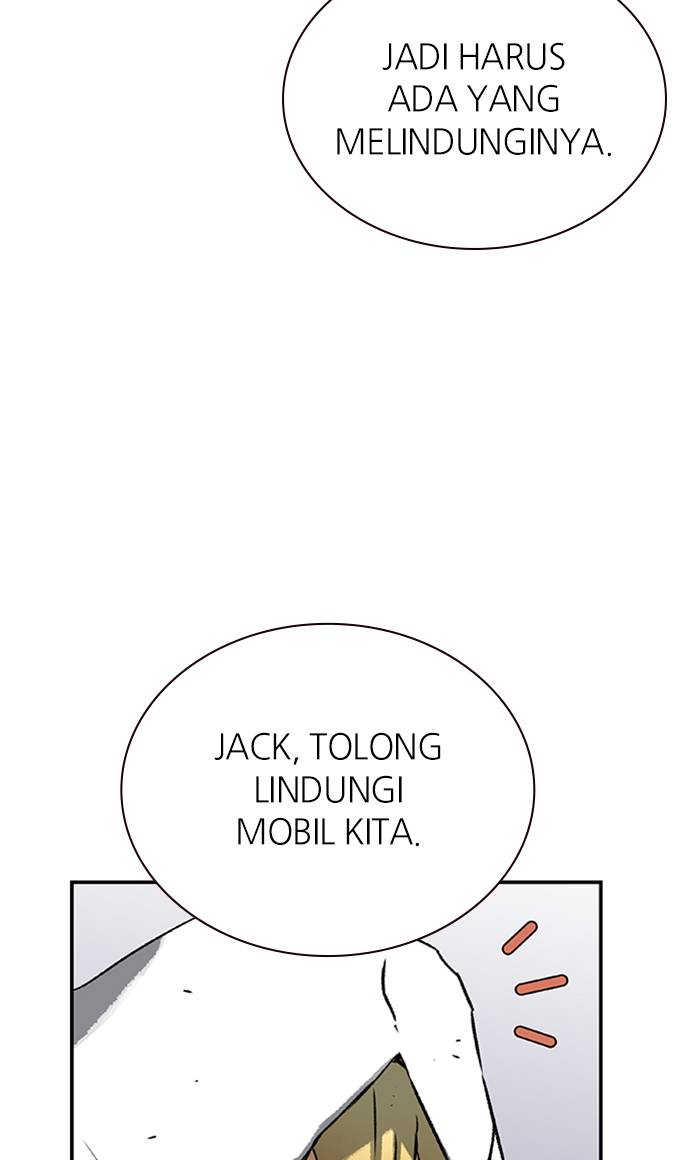 JADI HARUS
ADA YANG
MELINDUNGINYA.
JACK, TOLONG
LINDUNGI
MOBIL KITA.